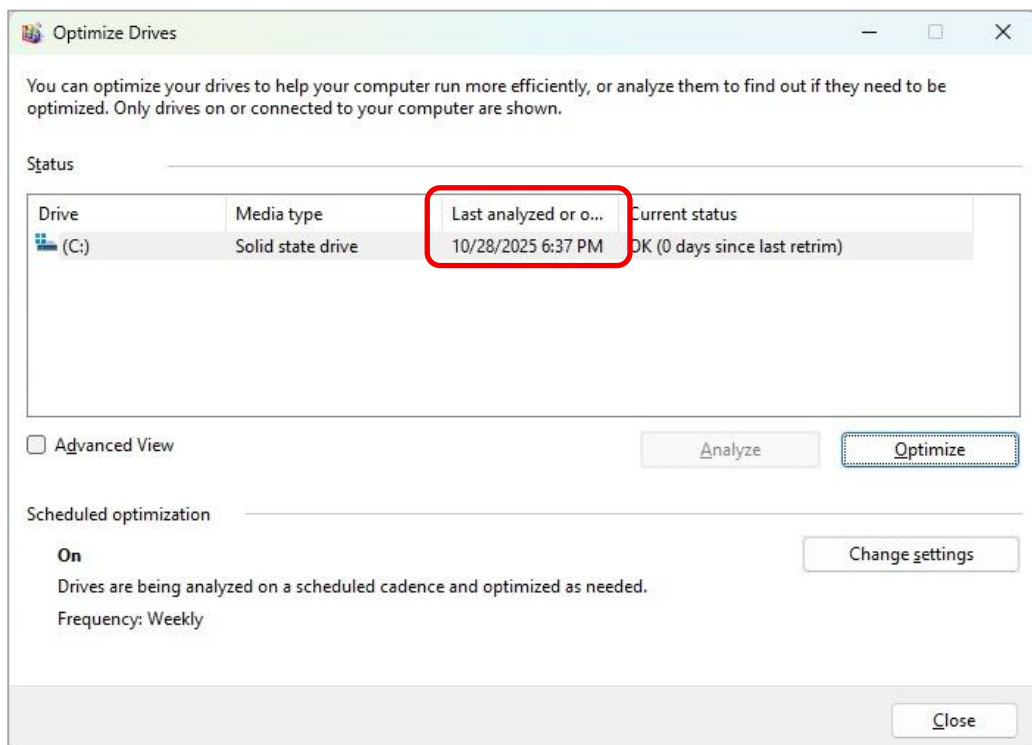 Optimize Drives
You can optimize your drives to help your computer run more efficiently, or analyze them to find out if they need to be
optimized. Only drives on or connected to your computer are shown.
Status
Drive Media type Last analyzed or o... Current status
(C:) Solid state drive 10/28/2025 6:37 PM OK (0 days since last retrim)
Advanced View Analyze Optimize
Scheduled optimization
On Change settings
Drives are being analyzed on a scheduled cadence and optimized as needed.
Frequency: Weekly
Close